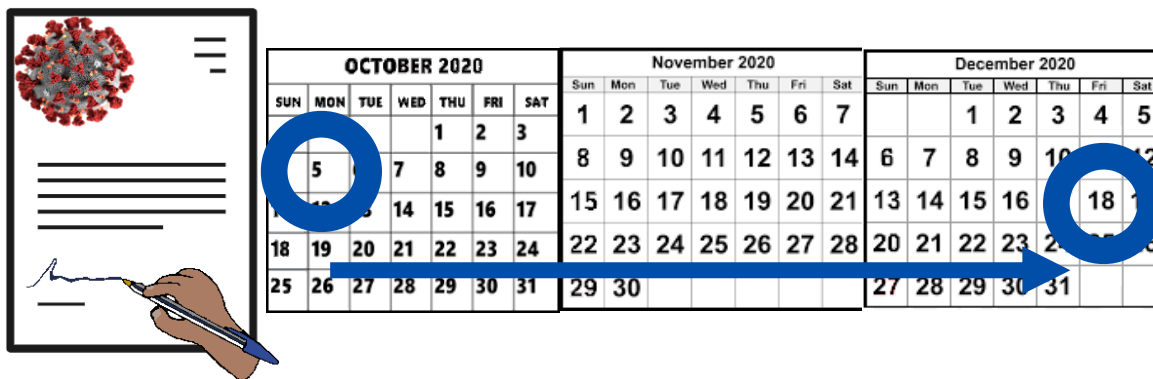 OCTOBER 2020
SUN MON TUE WED THU FRI SAT
1 2 3
5 7 8 9 10
14 15 16 17
18 19 20 21 22 23 24
25 26 27 28 29 30 31
November 2020
Sun Mon Tue Wed Thu Fri Sat
1 2 3 4 5 6 7
8 9 10 11 12 13 14
15 16 17 18 19 20 21
22 23 24 25 26 27 28
29 30
December 2020
Sun Mon Tue Wed Thu Fri Sat
1 2 3 4 5
6 7 8 9 10
13 14 15 16 18
20 21 22 23
27 28 29 30 31